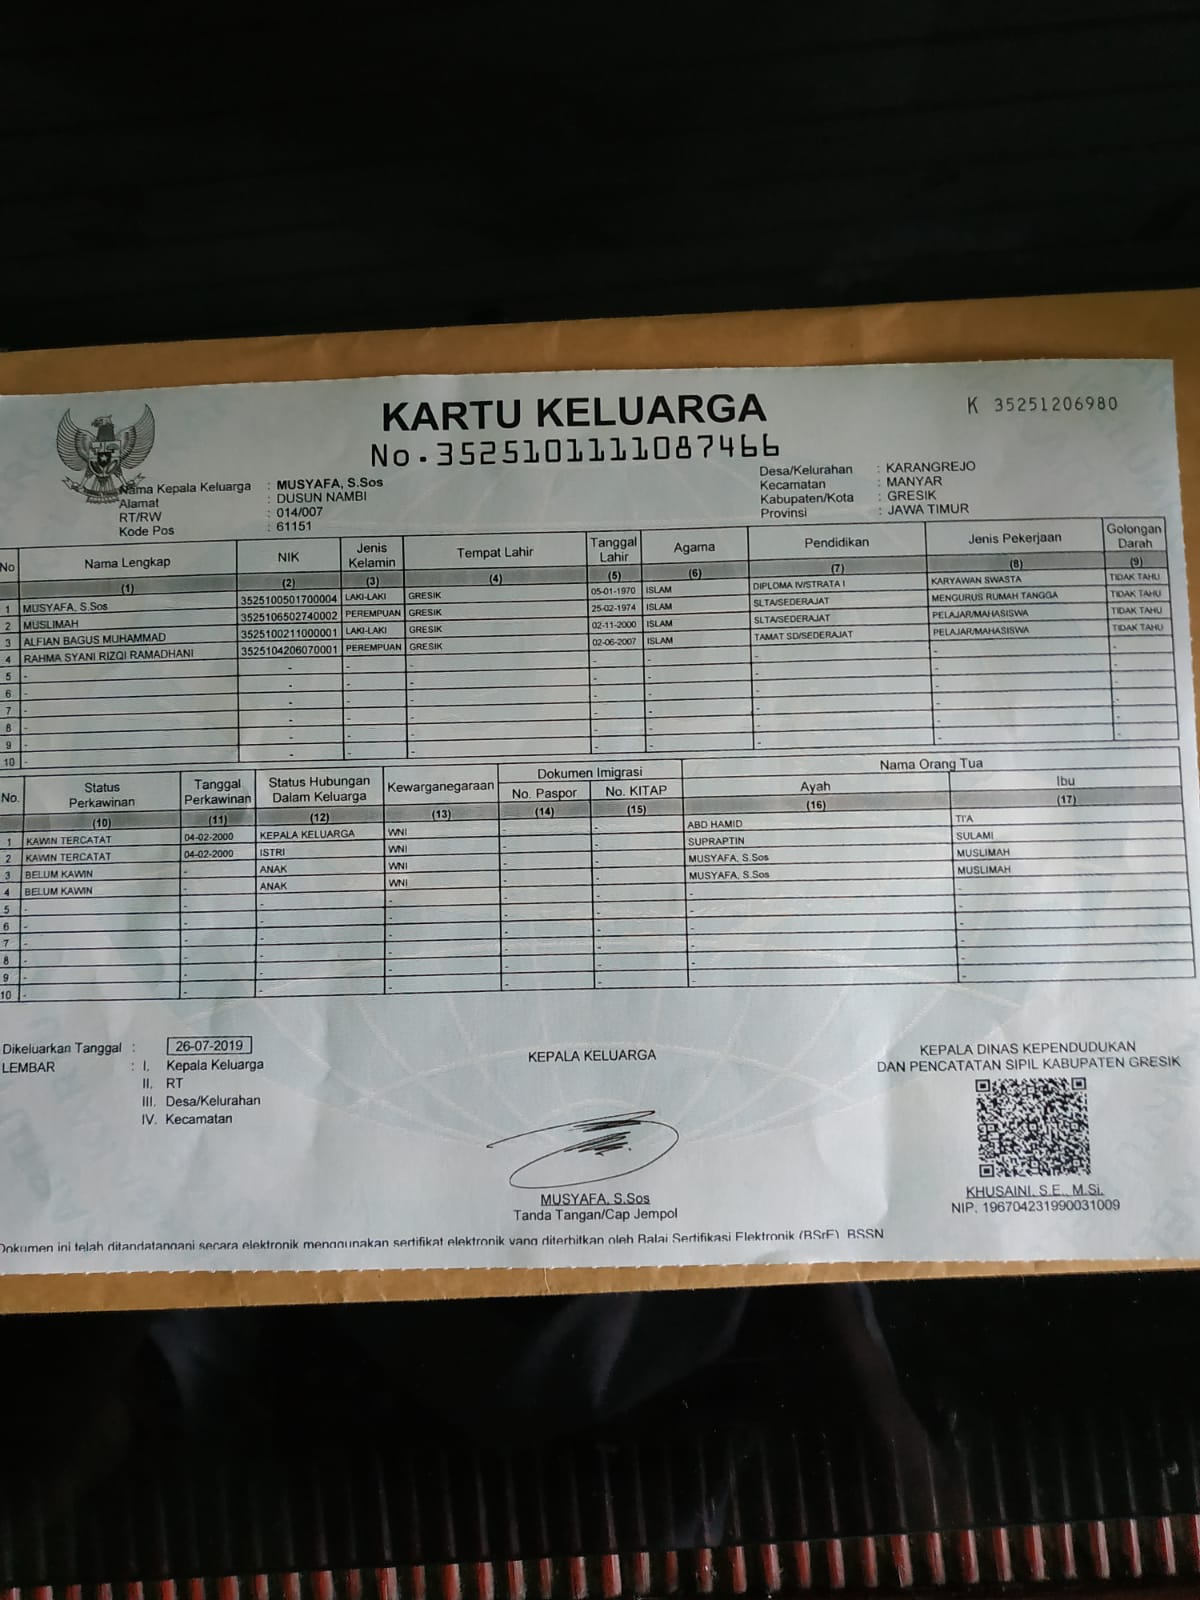 KARTU KELUARGA
No. 3525101111087466
K 35251206980
Nama Kepala Keluarga : MUSYAFA, S.Sos
Alamat : DUSUN NAMBI
RT/RW : 014/007
Kode Pos : 61151
Desa/Kelurahan : KARANGREJO
Kecamatan : MANYAR
Kabupaten/Kota : GRESIK
Provinsi : JAWA TIMUR
No Nama Lengkap NIK Jenis Kelamin Tempat Lahir Tanggal Lahir Agama Pendidikan Jenis Pekerjaan Golongan Darah
(1) (2) (3) (4) (5) (6) (7) (8) (9)
1 MUSYAFA, S.Sos 3525100501700004 LAKI-LAKI GRESIK 05-01-1970 ISLAM DIPLOMA IV/STRATA I KARYAWAN SWASTA TIDAK TAHU
2 MUSLIMAH 3525106502740002 PEREMPUAN GRESIK 25-02-1974 ISLAM SLTA/SEDERAJAT MENGURUS RUMAH TANGGA TIDAK TAHU
3 ALFIAN BAGUS MUHAMMAD 3525100211000001 LAKI-LAKI GRESIK 02-11-2000 ISLAM SLTA/SEDERAJAT PELAJAR/MAHASISWA TIDAK TAHU
4 RAHMA SYANI RIZQI RAMADHANI 3525104206070001 PEREMPUAN GRESIK 02-06-2007 ISLAM TAMAT SD/SEDERAJAT PELAJAR/MAHASISWA TIDAK TAHU
5 - - - - - - - - -
6 - - - - - - - - -
7 - - - - - - - - -
8 - - - - - - - - -
9 - - - - - - - - -
10 - - - - - - - - -
No. Status Perkawinan Tanggal Perkawinan Status Hubungan Dalam Keluarga Kewarganegaraan Dokumen Imigrasi No. Paspor No. KITAP Nama Orang Tua Ayah Ibu
(10) (11) (12) (13) (14) (15) (16) (17)
1 KAWIN TERCATAT 04-02-2000 KEPALA KELUARGA WNI - - ABD HAMID TI'A
2 KAWIN TERCATAT 04-02-2000 ISTRI WNI - - SUPRAPTIN SULAMI
3 BELUM KAWIN - ANAK WNI - - MUSYAFA, S.Sos MUSLIMAH
4 BELUM KAWIN - ANAK WNI - - MUSYAFA, S.Sos MUSLIMAH
5 - - - - - - - -
6 - - - - - - - -
7 - - - - - - - -
8 - - - - - - - -
9 - - - - - - - -
10 - - - - - - - -
Dikeluarkan Tanggal : 26-07-2019
LEMBAR : I. Kepala Keluarga
II. RT
III. Desa/Kelurahan
IV. Kecamatan
KEPALA KELUARGA
MUSYAFA, S.Sos
Tanda Tangan/Cap Jempol
KEPALA DINAS KEPENDUDUKAN
DAN PENCATATAN SIPIL KABUPATEN GRESIK
KHUSAINI, S.E., M.Si.
NIP. 196704231990031009
Dokumen ini telah ditandatangani secara elektronik menggunakan sertifikat elektronik yang diterbitkan oleh Balai Sertifikasi Elektronik (BSrE), BSSN